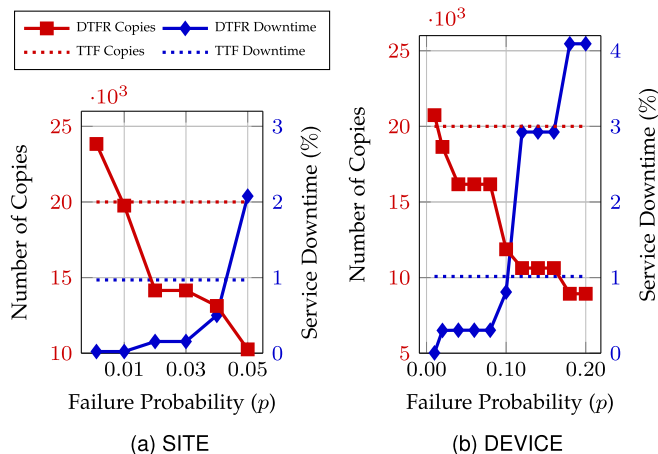 DTFR Copies DTFR Downtime
TTF Copies TTF Downtime
·10³
25
20
15
10
3
2
1
0
0.01 0.03 0.05
Number of Copies
Service Downtime (%)
Failure Probability (p)
(a) SITE
·10³
25
20
15
10
5
4
3
2
1
0
0.00 0.10 0.20
Number of Copies
Service Downtime (%)
Failure Probability (p)
(b) DEVICE